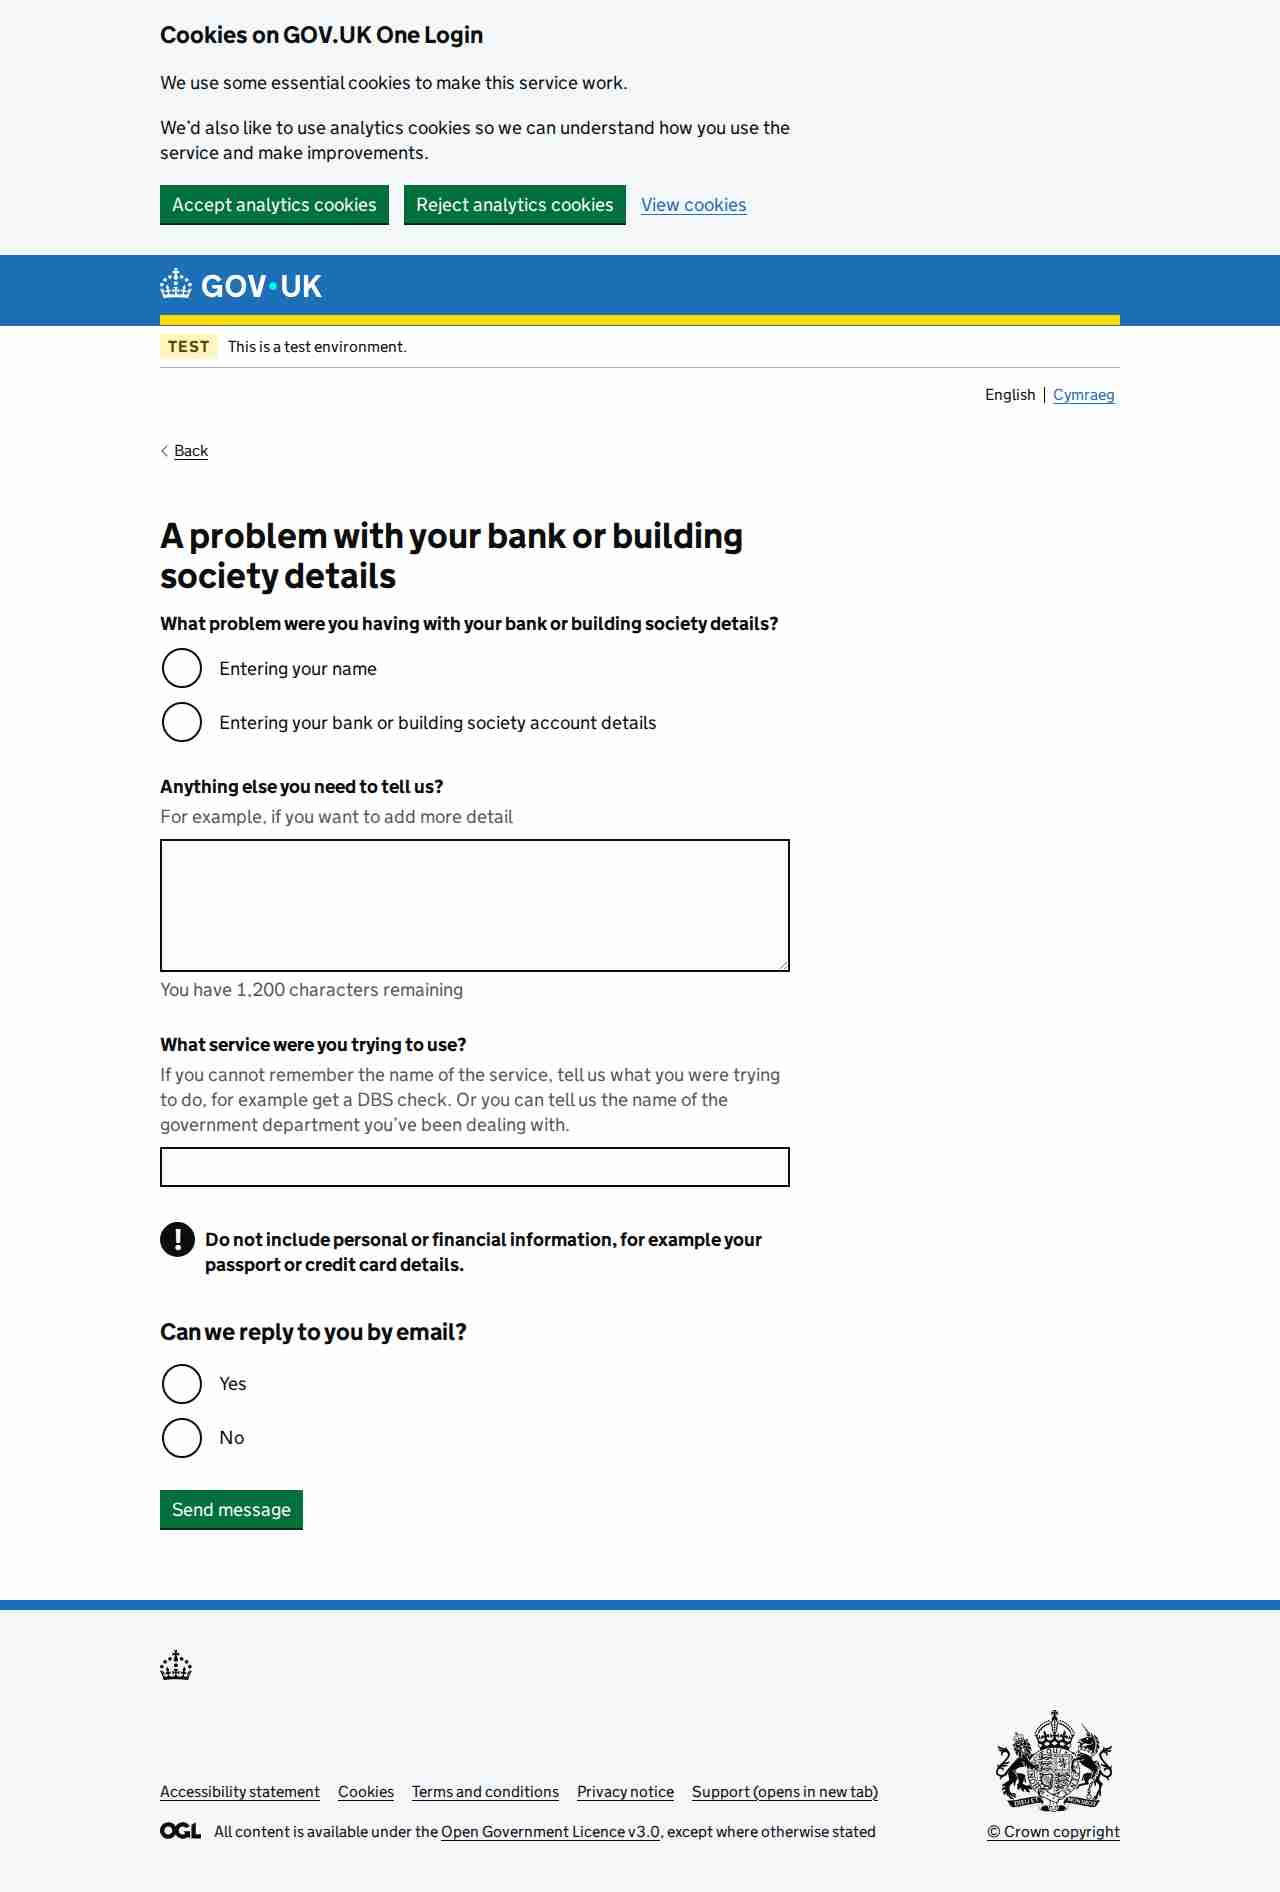 Cookies on GOV.UK One Login
We use some essential cookies to make this service work.
We'd also like to use analytics cookies so we can understand how you use the
service and make improvements.
Accept analytics cookies Reject analytics cookies View cookies
GOV·UK
TEST This is a test environment.
English Cymraeg
Back
A problem with your bank or building
society details
What problem were you having with your bank or building society details?
Entering your name
Entering your bank or building society account details
Anything else you need to tell us?
For example, if you want to add more detail
You have 1,200 characters remaining
What service were you trying to use?
If you cannot remember the name of the service, tell us what you were trying
to do, for example get a DBS check. Or you can tell us the name of the
government department you've been dealing with.
! Do not include personal or financial information, for example your
passport or credit card details.
Can we reply to you by email?
Yes
No
Send message
Accessibility statement Cookies Terms and conditions Privacy notice Support (opens in new tab)
OGL All content is available under the Open Government Licence v3.0, except where otherwise stated
© Crown copyright